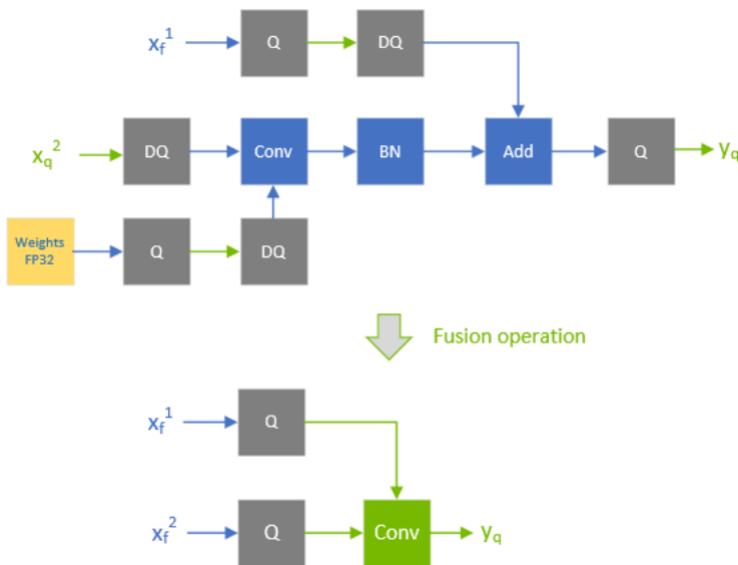 x_f^1
Q
DQ
x_q^2
DQ
Conv
BN
Add
Q
y_q
Weights
FP32
Q
DQ
Fusion operation
x_f^1
Q
x_f^2
Q
Conv
y_q